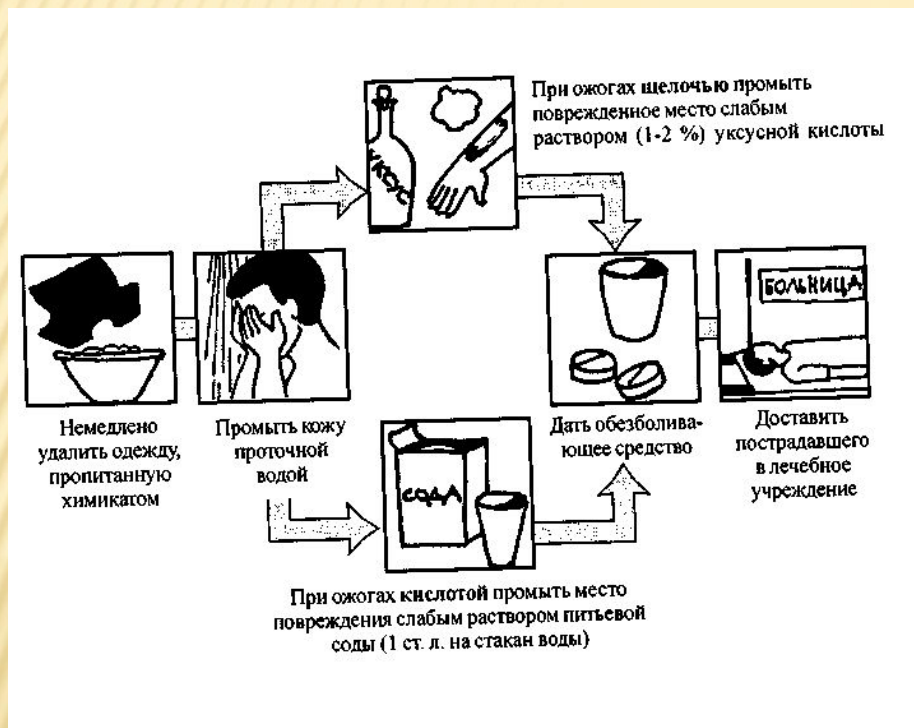 При ожогах щелочью промыть
поврежденное место слабым
раствором (1-2 %) уксусной кислоты
УКСУС
БОЛЬНИЦА
Немедлено
удалить одежду,
пропитанную
химикатом
Промыть кожу
проточной
водой
Дать обезболива-
ющее средство
Доставить
пострадавшего
в лечебное
учреждение
СОДА
При ожогах кислотой промыть место
повреждения слабым раствором питьевой
соды (1 ст. л. на стакан воды)